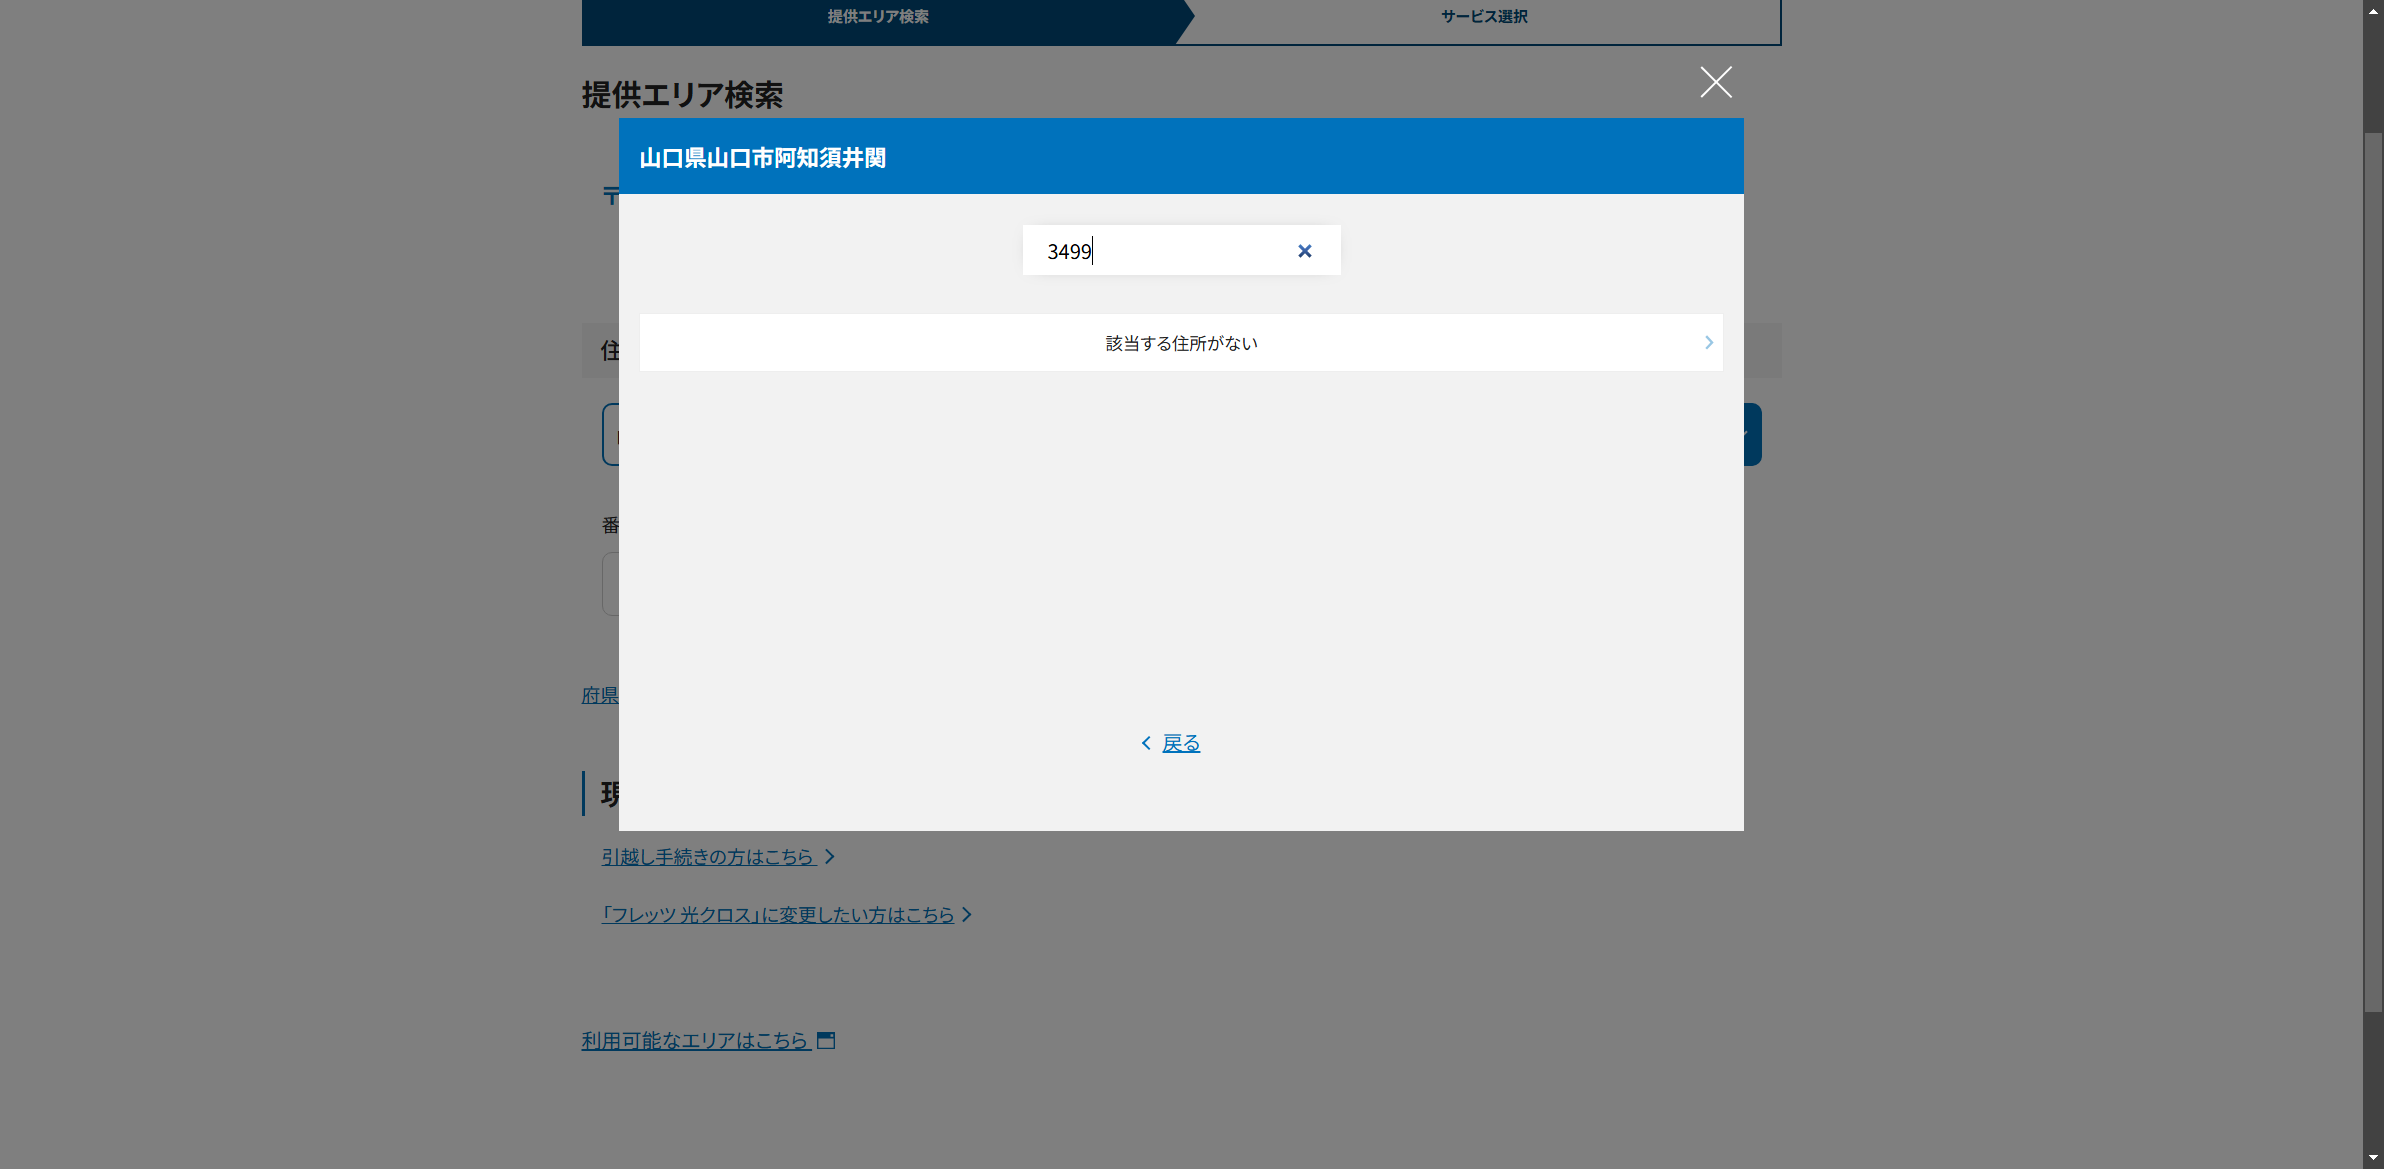 提供エリア検索
サービス選択
提供エリア検索
山口県山口市阿知須井関
〒
3499
住
該当する住所がない
番
府県
戻る
現
引越し手続きの方はこちら
「フレッツ 光クロス」に変更したい方はこちら
利用可能なエリアはこちら